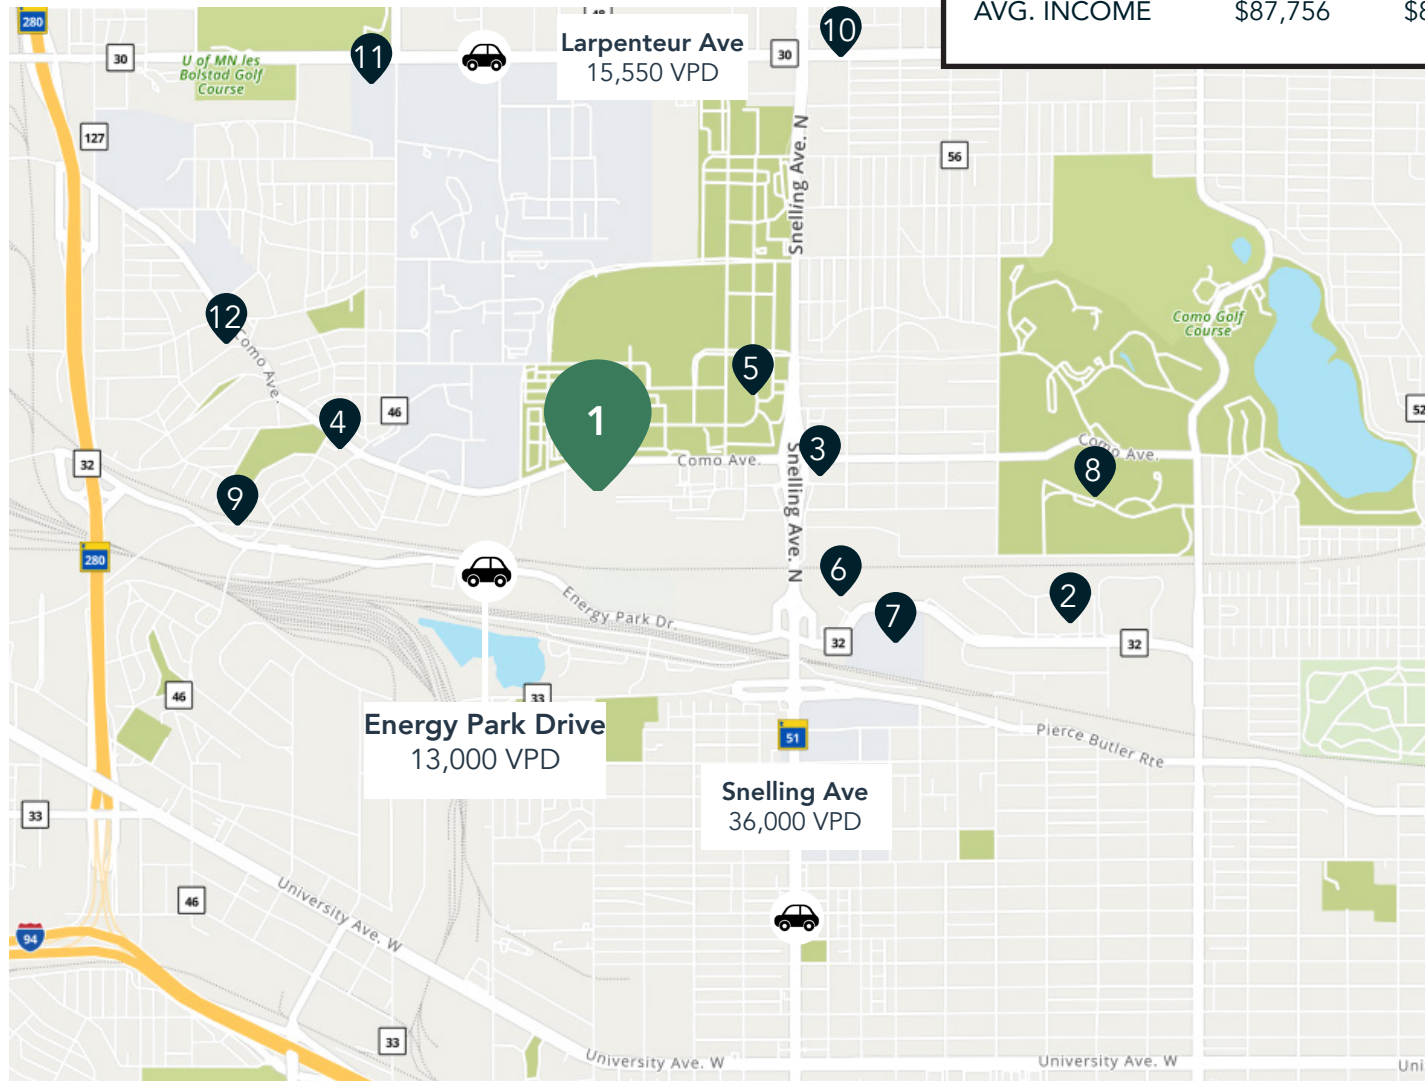 280
AVG. INCOME $87,756
10
11
Larpenteur Ave
15,550 VPD
30
30
U of MN les
Bolstad Golf
Course
127
56
Snelling Ave. N
12
Como Ave.
Como Golf
Course
5
46
4
1
52
3
Como Ave.
Como Ave.
Snelling Ave. N
32
8
9
280
6
2
7
Energy Park Dr.
32
32
46
33
Energy Park Drive
13,000 VPD
51
Pierce Butler Rte
Snelling Ave
36,000 VPD
33
46
University Ave. W
94
33
University Ave. W
University Ave. W
Uni